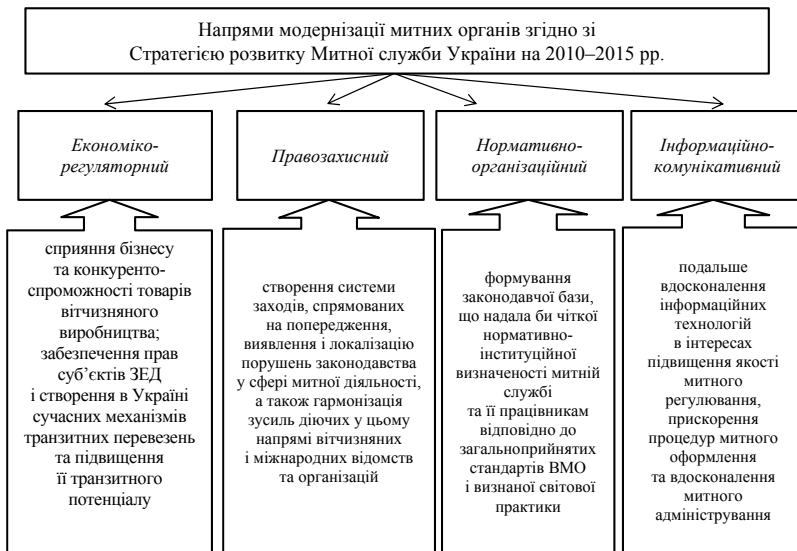 Напрями модернізації митних органів згідно зі
Стратегією розвитку Митної служби України на 2010–2015 рр.
Економіко-
регуляторний
Правозахисний
Нормативно-
організаційний
Інформаційно-
комунікативний
сприяння бізнесу
та конкуренто-
спроможності товарів
вітчизняного
виробництва;
забезпечення прав
суб’єктів ЗЕД
і створення в Україні
сучасних механізмів
транзитних перевезень
та підвищення
її транзитного
потенціалу
створення системи
заходів, спрямованих
на попередження,
виявлення і локалізацію
порушень законодавства
у сфері митної діяльності,
а також гармонізація
зусиль діючих у цьому
напрямі вітчизняних
і міжнародних відомств
та організацій
формування
законодавчої бази,
що надала би чіткої
нормативно-
інституційної
визначеності митній
службі
та її працівникам
відповідно до
загальноприйнятих
стандартів ВМО
і визнаної світової
практики
подальше
вдосконалення
інформаційних
технологій
в інтересах
підвищення якості
митного
регулювання,
прискорення
процедур митного
оформлення
та вдосконалення
митного
адміністрування